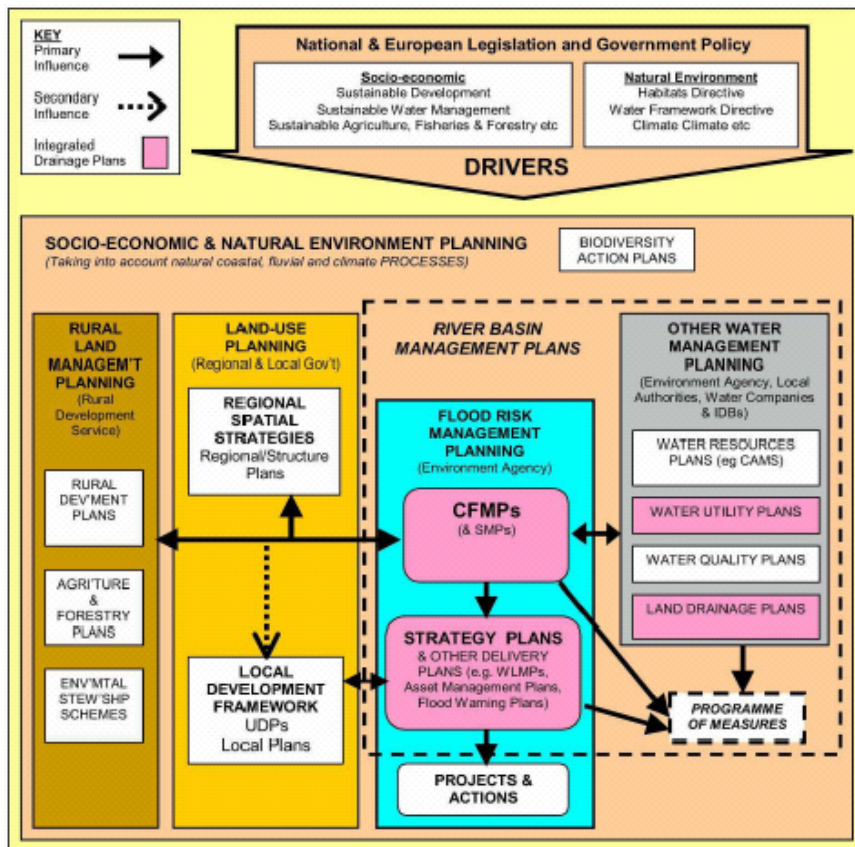 KEY
Primary
Influence
Secondary
Influence
Integrated
Drainage Plans
National & European Legislation and Government Policy
Socio-economic
Sustainable Development
Sustainable Water Management
Sustainable Agriculture, Fisheries & Forestry etc
Natural Environment
Habitats Directive
Water Framework Directive
Climate Climate etc
DRIVERS
SOCIO-ECONOMIC & NATURAL ENVIRONMENT PLANNING
(Taking into account natural coastal, fluvial and climate PROCESSES)
BIODIVERSITY
ACTION PLANS
RURAL
LAND
MANAGEM'T
PLANNING
(Rural
Development
Service)
RURAL
DEV'MENT
PLANS
AGRI'TURE
&
FORESTRY
PLANS
ENV'MTAL
STEW'SHP
SCHEMES
LAND-USE
PLANNING
(Regional & Local Gov't)
REGIONAL
SPATIAL
STRATEGIES
Regional/Structure
Plans
LOCAL
DEVELOPMENT
FRAMEWORK
UDPs
Local Plans
RIVER BASIN
MANAGEMENT PLANS
FLOOD RISK
MANAGEMENT
PLANNING
(Environment Agency)
CFMPs
(& SMPs)
STRATEGY PLANS
& OTHER DELIVERY
PLANS (e.g. WLMPs,
Asset Management Plans,
Flood Warning Plans)
PROJECTS &
ACTIONS
OTHER WATER
MANAGEMENT
PLANNING
(Environment Agency, Local
Authorities, Water Companies
& IDBs)
WATER RESOURCES
PLANS (eg CAMS)
WATER UTILITY PLANS
WATER QUALITY PLANS
LAND DRAINAGE PLANS
PROGRAMME
OF MEASURES